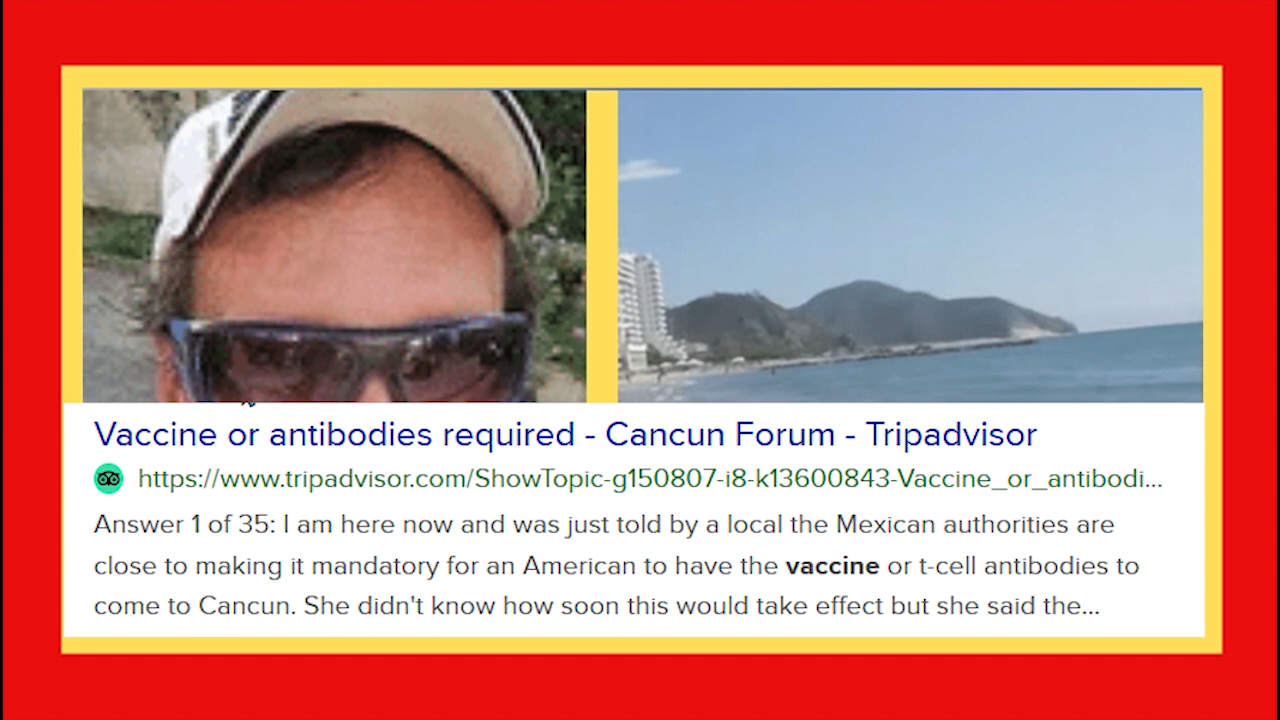 Vaccine or antibodies required - Cancun Forum - Tripadvisor
https://www.tripadvisor.com/ShowTopic-g150807-i8-k13600843-Vaccine_or_antibodi...
Answer 1 of 35: I am here now and was just told by a local the Mexican authorities are
close to making it mandatory for an American to have the vaccine or t-cell antibodies to
come to Cancun. She didn't know how soon this would take effect but she said the...